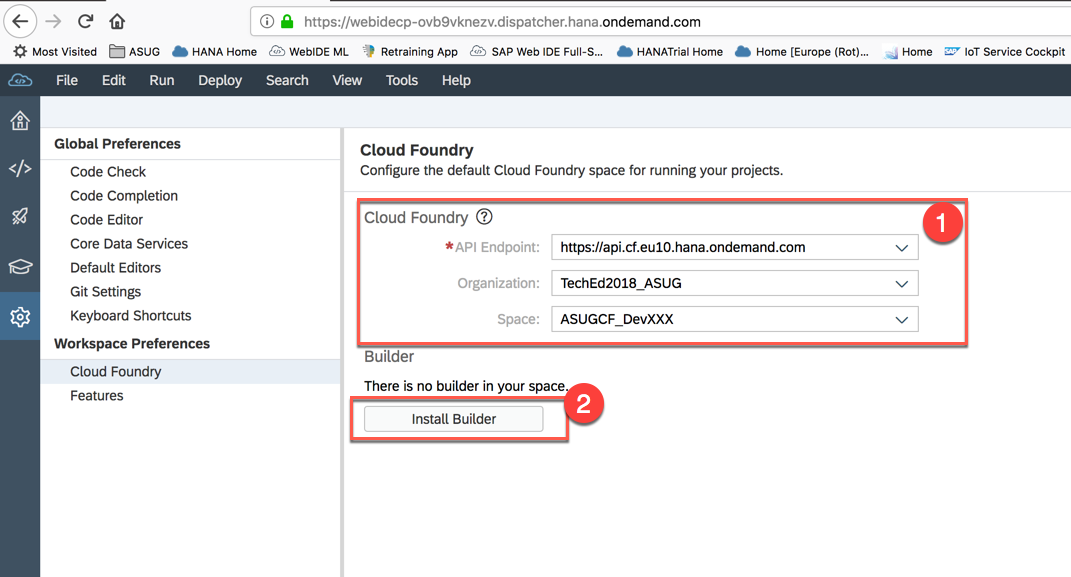 https://webidecp-ovb9vknezv.dispatcher.hana.ondemand.com
Most Visited ASUG HANA Home WebIDE ML Retraining App SAP Web IDE Full-S... HANATrial Home Home [Europe (Rot)... Home SAP IoT Service Cockpit
File Edit Run Deploy Search View Tools Help
Global Preferences
Code Check
Code Completion
Code Editor
Core Data Services
Default Editors
Git Settings
Keyboard Shortcuts
Workspace Preferences
Cloud Foundry
Features
Cloud Foundry
Configure the default Cloud Foundry space for running your projects.
Cloud Foundry ?
1
*API Endpoint: https://api.cf.eu10.hana.ondemand.com
Organization: TechEd2018_ASUG
Space: ASUGCF_DevXXX
Builder
There is no builder in your space.
2
Install Builder